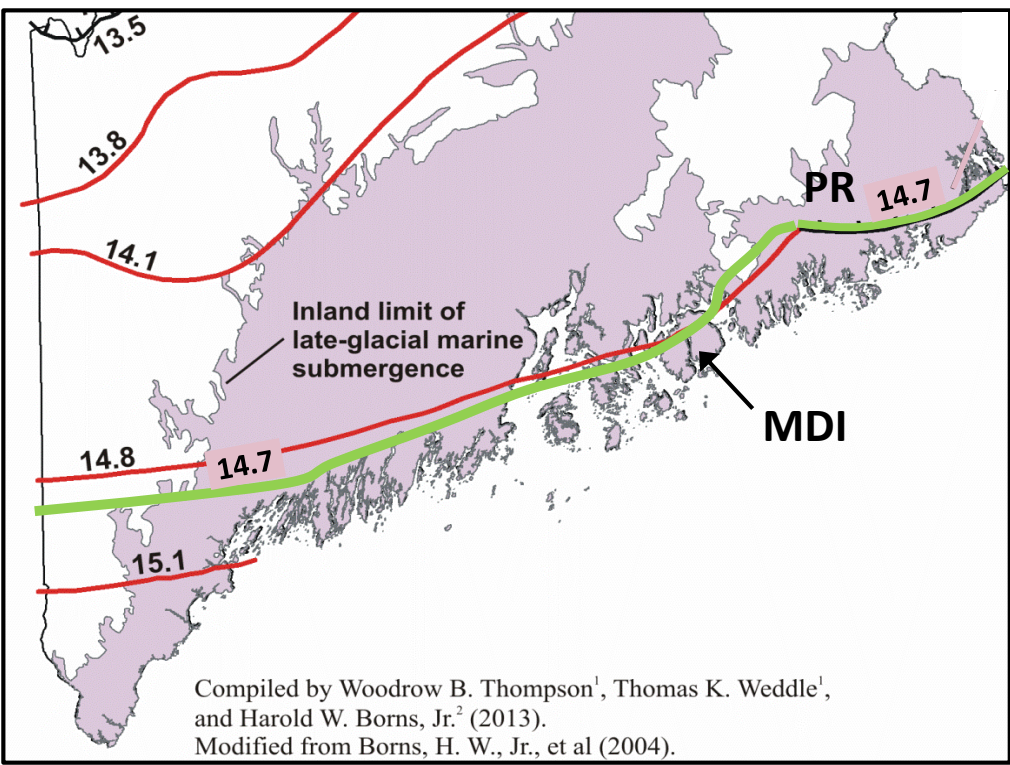 13.5
13.8
PR
14.7
14.1
Inland limit of
late-glacial marine
submergence
MDI
14.8
14.7
15.1
Compiled by Woodrow B. Thompson¹, Thomas K. Weddle¹,
and Harold W. Borns, Jr.² (2013).
Modified from Borns, H. W., Jr., et al (2004).